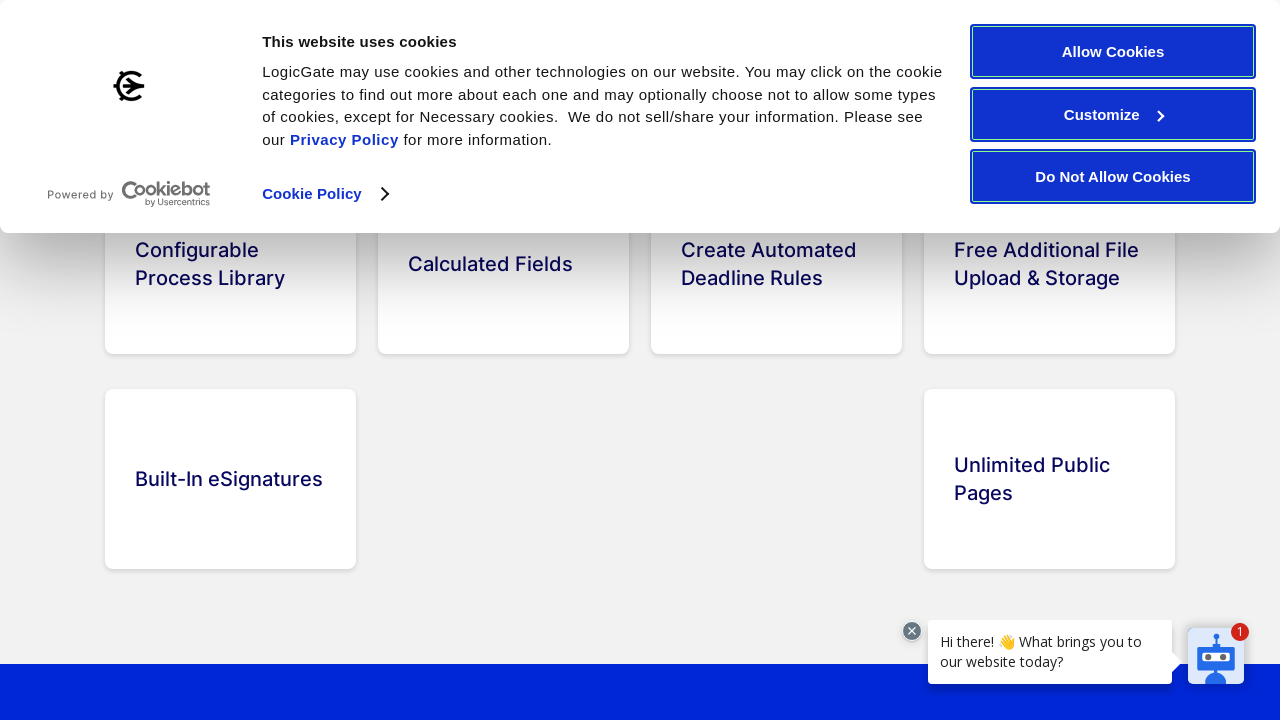 This website uses cookies
LogicGate may use cookies and other technologies on our website. You may click on the cookie
categories to find out more about each one and may optionally choose not to allow some types
of cookies, except for Necessary cookies.  We do not sell/share your information. Please see
our Privacy Policy for more information.
Cookie Policy
Powered by Cookiebot
by Usercentrics
Allow Cookies
Customize
Do Not Allow Cookies
Configurable
Process Library
Calculated Fields
Create Automated
Deadline Rules
Free Additional File
Upload & Storage
Built-In eSignatures
Unlimited Public
Pages
Hi there! 👋 What brings you to
our website today?
1